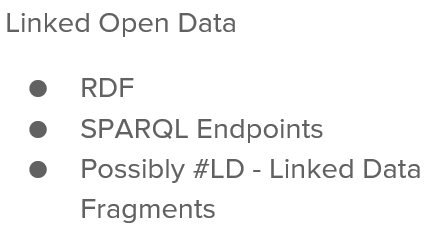 Linked Open Data
● RDF
● SPARQL Endpoints
● Possibly #LD - Linked Data
Fragments